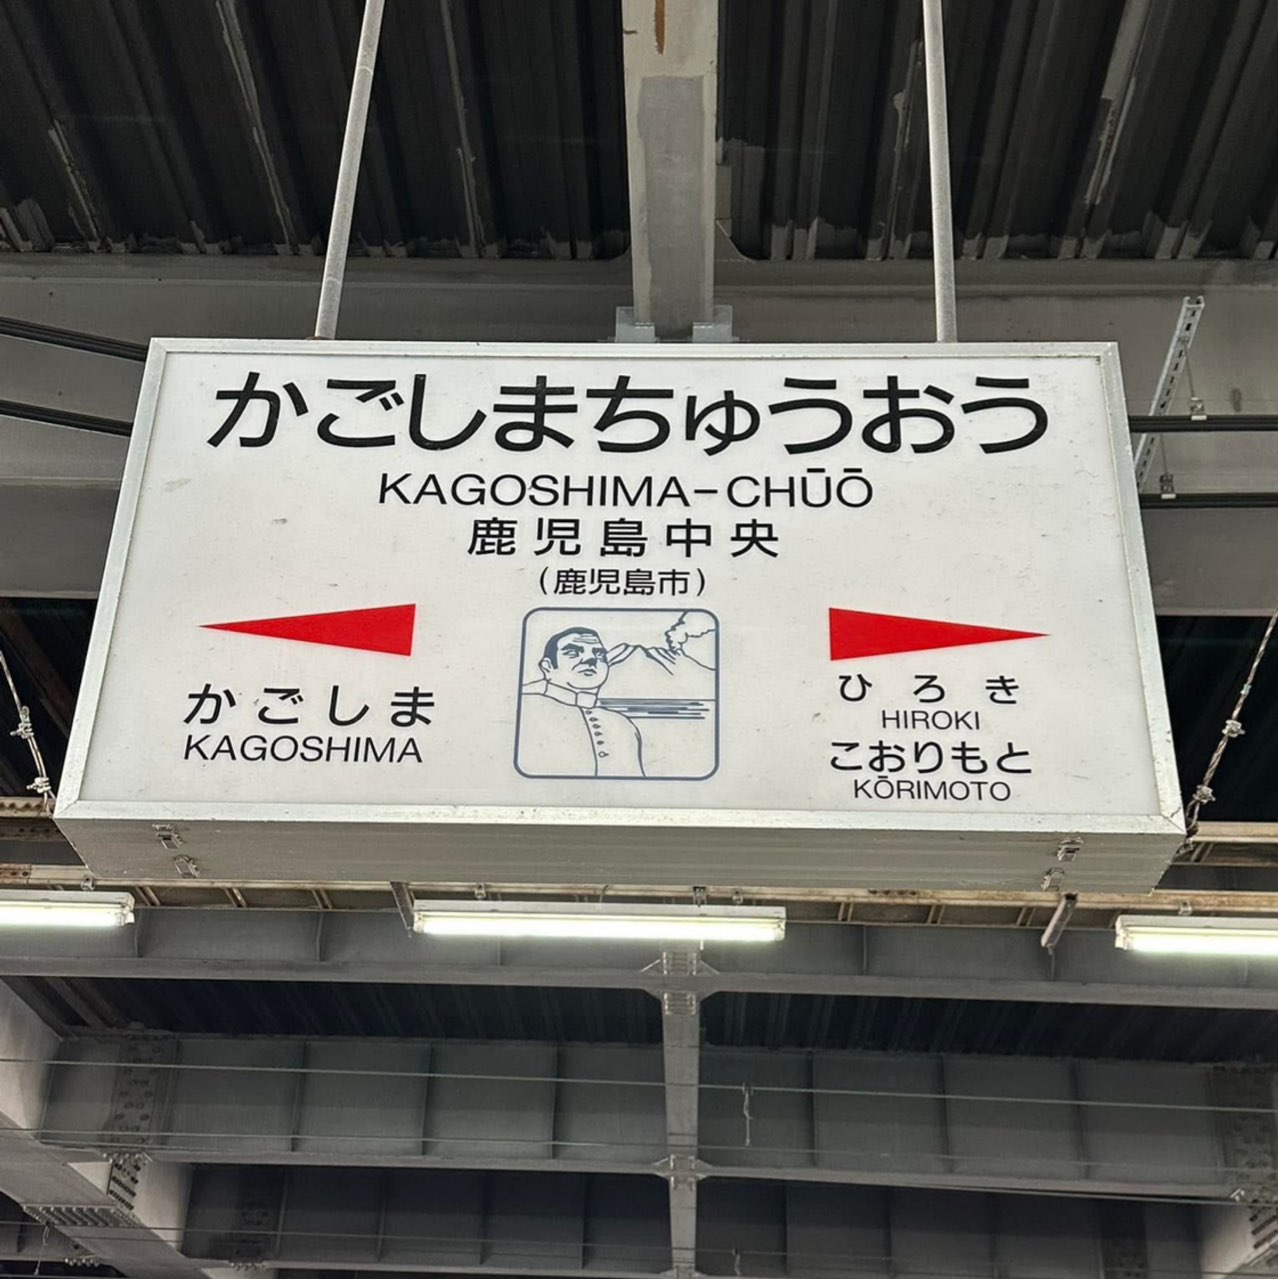 かごしまちゅうおう
KAGOSHIMA-CHŪŌ
鹿児島中央
(鹿児島市)
かごしま
KAGOSHIMA
ひろき
HIROKI
こおりもと
KŌRIMOTO